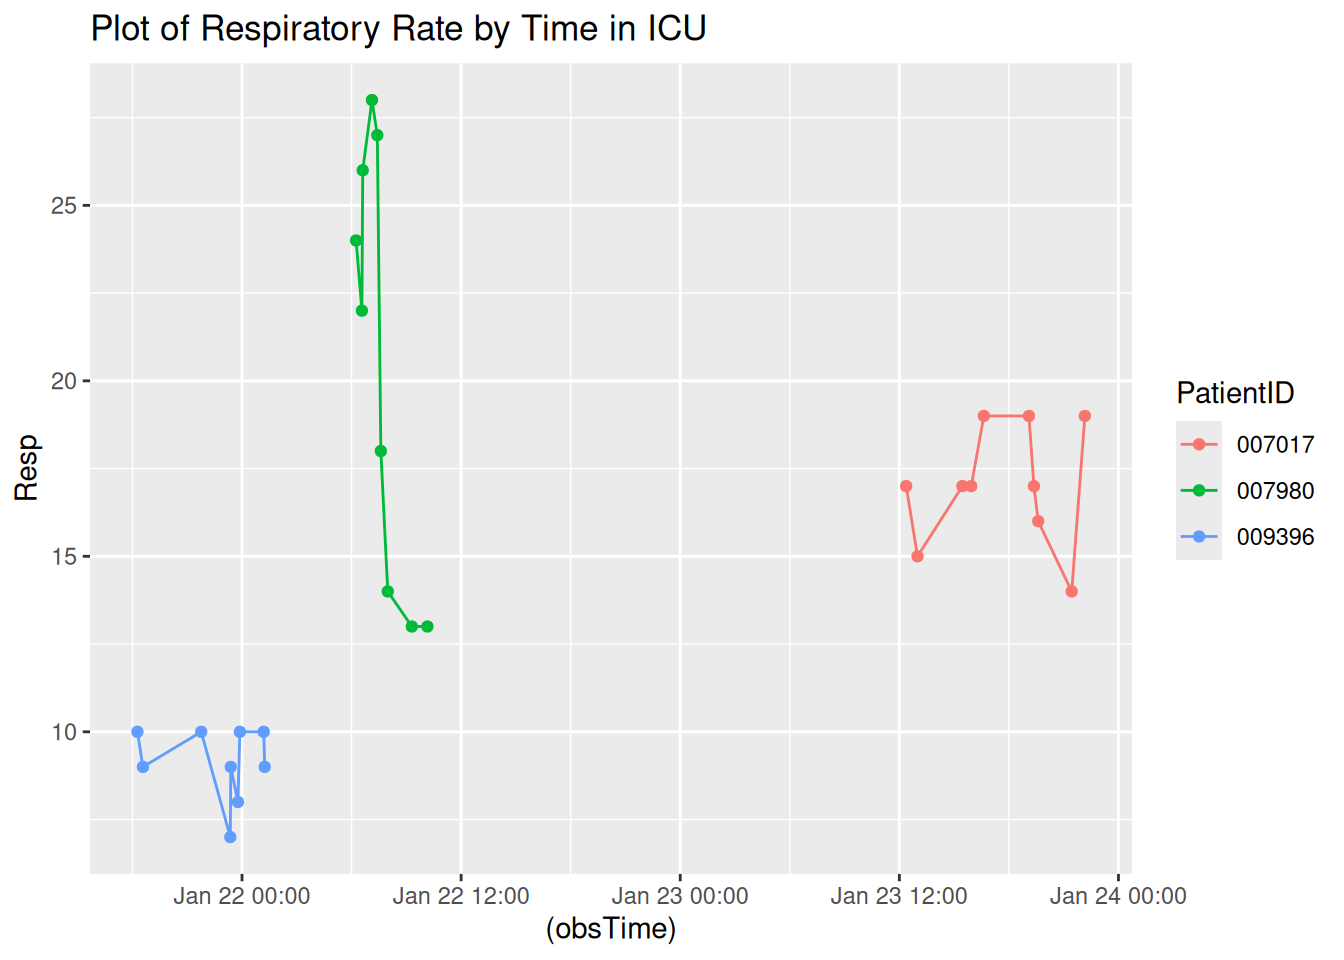 Plot of Respiratory Rate by Time in ICU
Resp
25
20
15
10
Jan 22 00:00
Jan 22 12:00
Jan 23 00:00
Jan 23 12:00
Jan 24 00:00
(obsTime)
PatientID
007017
007980
009396